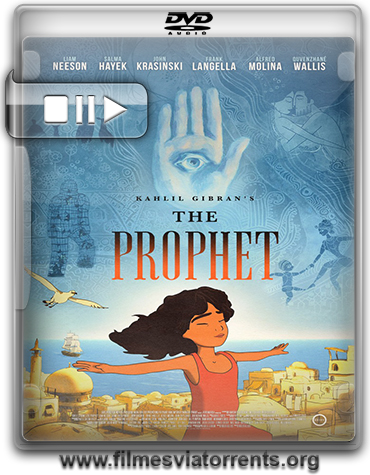 DVD
AUDIO
LIAM NEESON SALMA HAYEK JOHN KRASINSKI FRANK LANGELLA ALFRED MOLINA QUVENZHANÉ WALLIS
KAHLIL GIBRAN'S
THE
PROPHET
www.filmesviatorrents.org